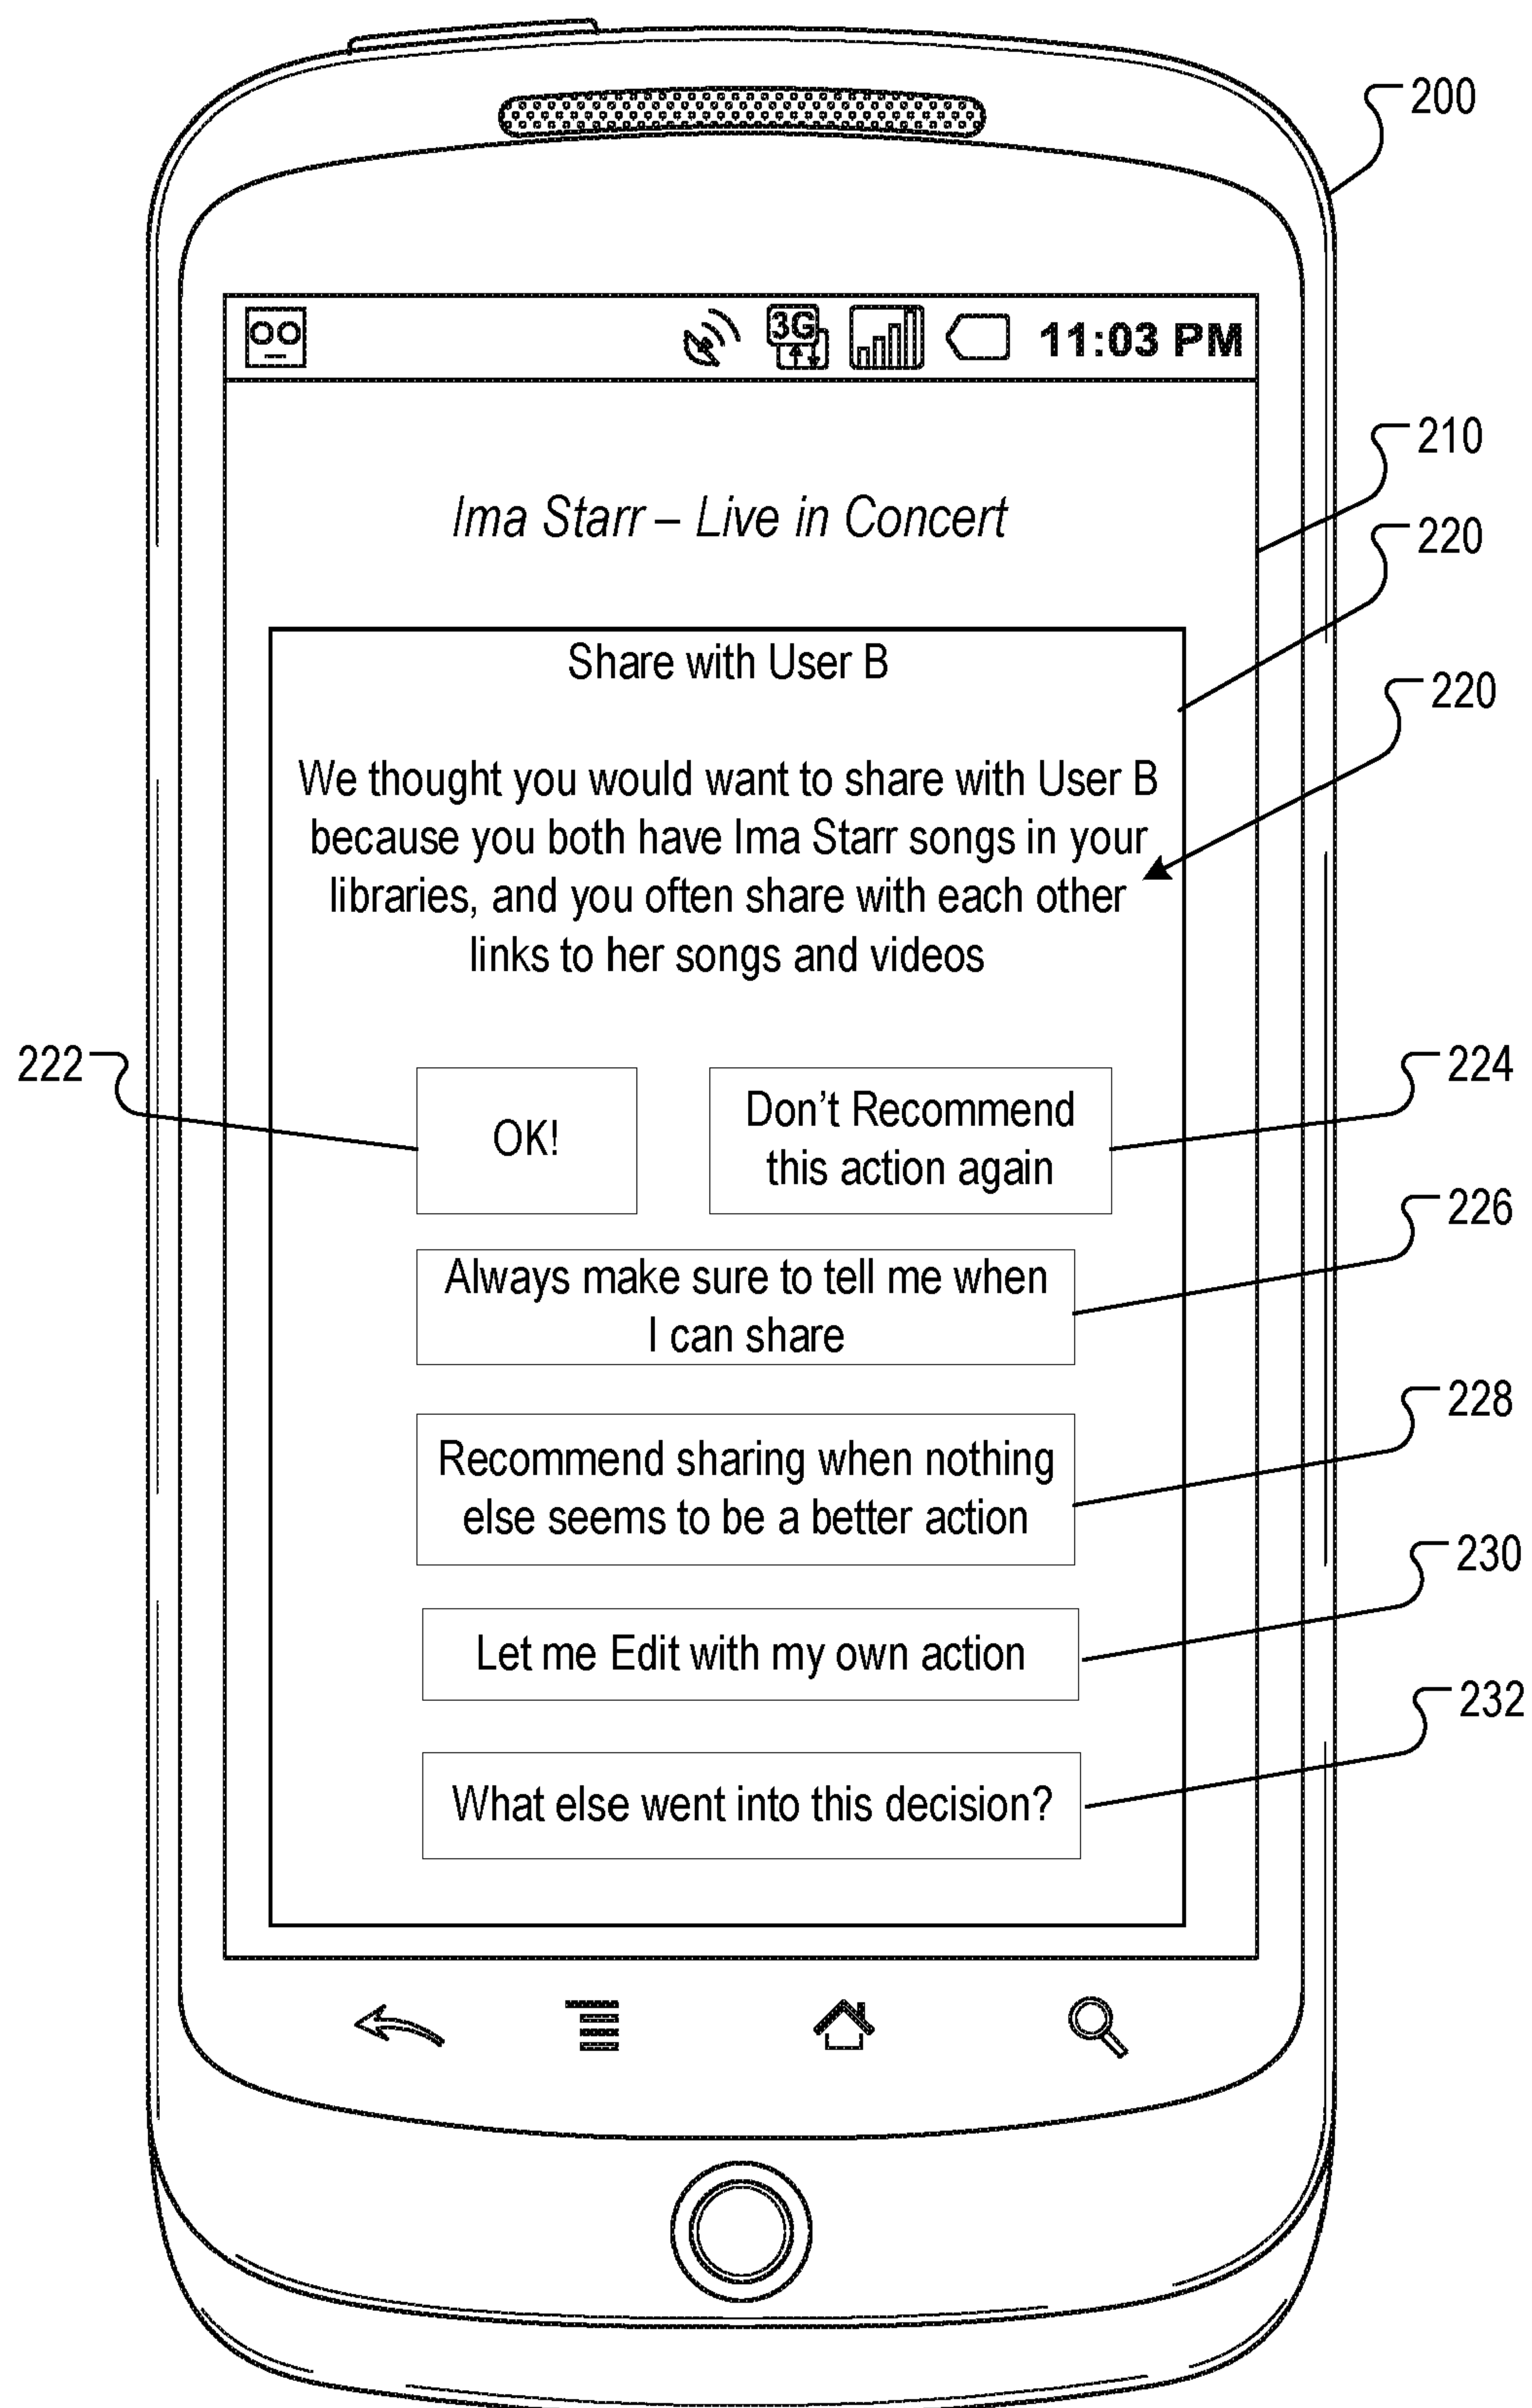 200
3G
11:03 PM
210
Ima Starr – Live in Concert
220
Share with User B
220
We thought you would want to share with User B
because you both have Ima Starr songs in your
libraries, and you often share with each other
links to her songs and videos
222
OK!
Don't Recommend
this action again
224
Always make sure to tell me when
I can share
226
Recommend sharing when nothing
else seems to be a better action
228
Let me Edit with my own action
230
What else went into this decision?
232